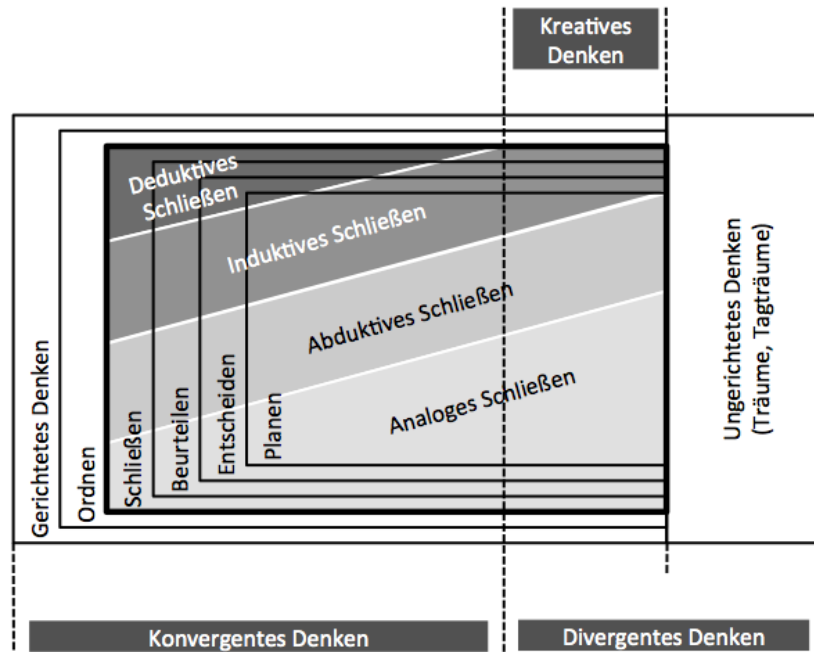 Kreatives
Denken
Deduktives
Schließen
Induktives Schließen
Abduktives Schließen
Analoges Schließen
Gerichtetes Denken
Ordnen
Schließen
Beurteilen
Entscheiden
Planen
Ungerichtetes Denken
(Träume, Tagträume)
Konvergentes Denken
Divergentes Denken